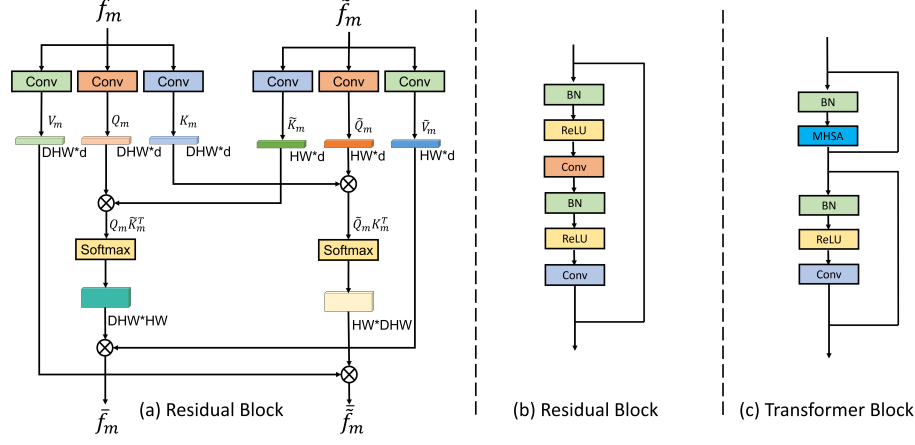 f_m
f̃_m
Conv Conv Conv Conv Conv Conv
V_m Q_m K_m K̃_m Q̃_m Ṽ_m
DHW*d DHW*d DHW*d HW*d HW*d HW*d
Q_m K̃_m^T Q̃_m K_m^T
Softmax Softmax
DHW*HW HW*DHW
f̄_m
f̃̄_m
(a) Residual Block
BN
ReLU
Conv
BN
ReLU
Conv
(b) Residual Block
BN
MHSA
BN
ReLU
Conv
(c) Transformer Block